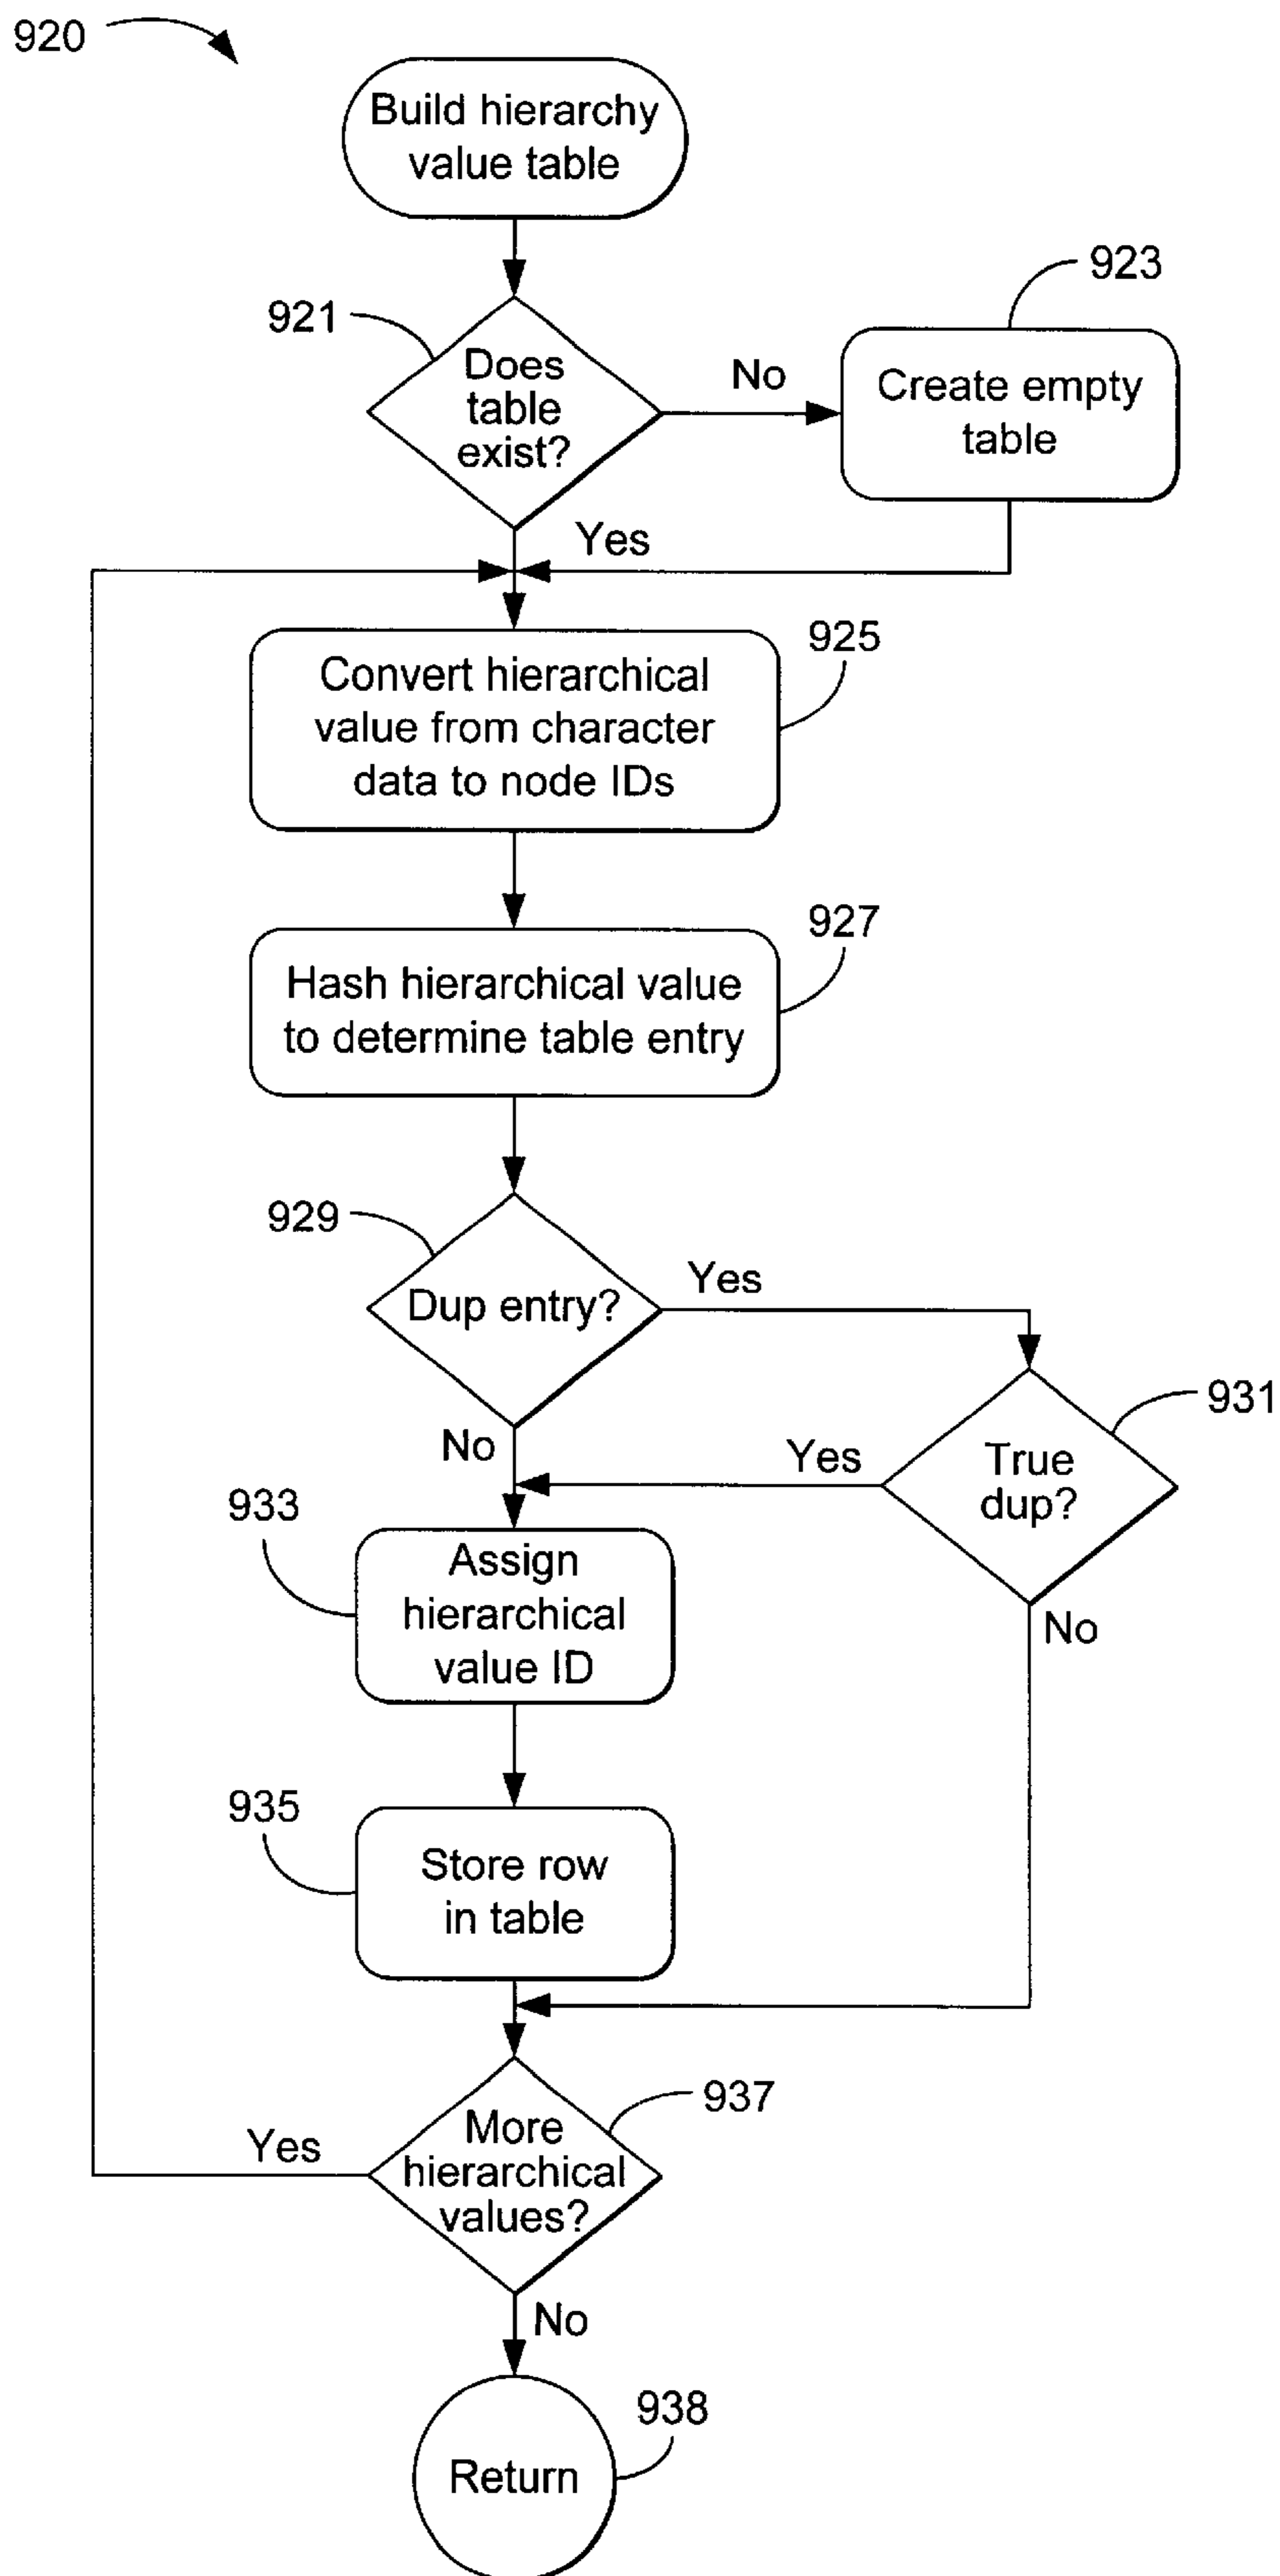 920
Build hierarchy
value table
921
Does
table
exist?
No
923
Create empty
table
Yes
925
Convert hierarchical
value from character
data to node IDs
927
Hash hierarchical value
to determine table entry
929
Dup entry?
Yes
931
True
dup?
Yes
No
No
933
Assign
hierarchical
value ID
935
Store row
in table
937
More
hierarchical
values?
Yes
No
938
Return